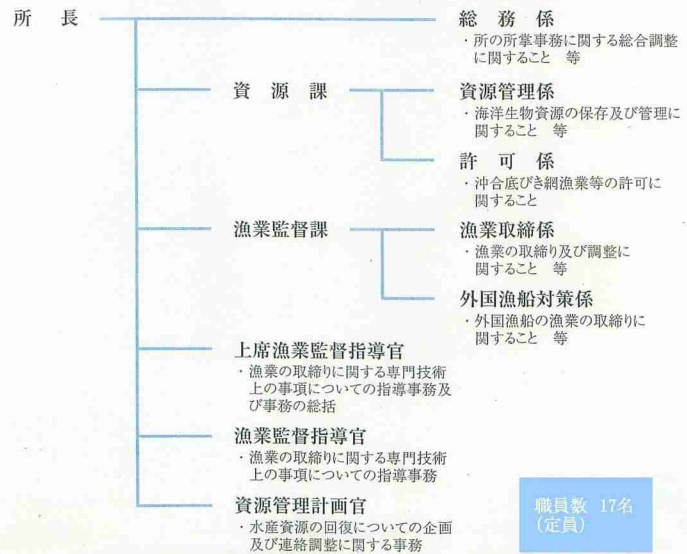 所　長
総　務　係
・所の所掌事務に関する総合調整
に関すること　等
資　源　課
資源管理係
・海洋生物資源の保存及び管理に
関すること　等
許　可　係
・沖合底びき網漁業等の許可に
関すること
漁業監督課
漁業取締係
・漁業の取締り及び調整に
関すること　等
外国漁船対策係
・外国漁船の漁業の取締りに
関すること　等
上席漁業監督指導官
・漁業の取締りに関する専門技術
上の事項についての指導事務及
び事務の総括
漁業監督指導官
・漁業の取締りに関する専門技術
上の事項についての指導事務
資源管理計画官
・水産資源の回復についての企画
及び連絡調整に関する事務
職員数　17名
（定員）